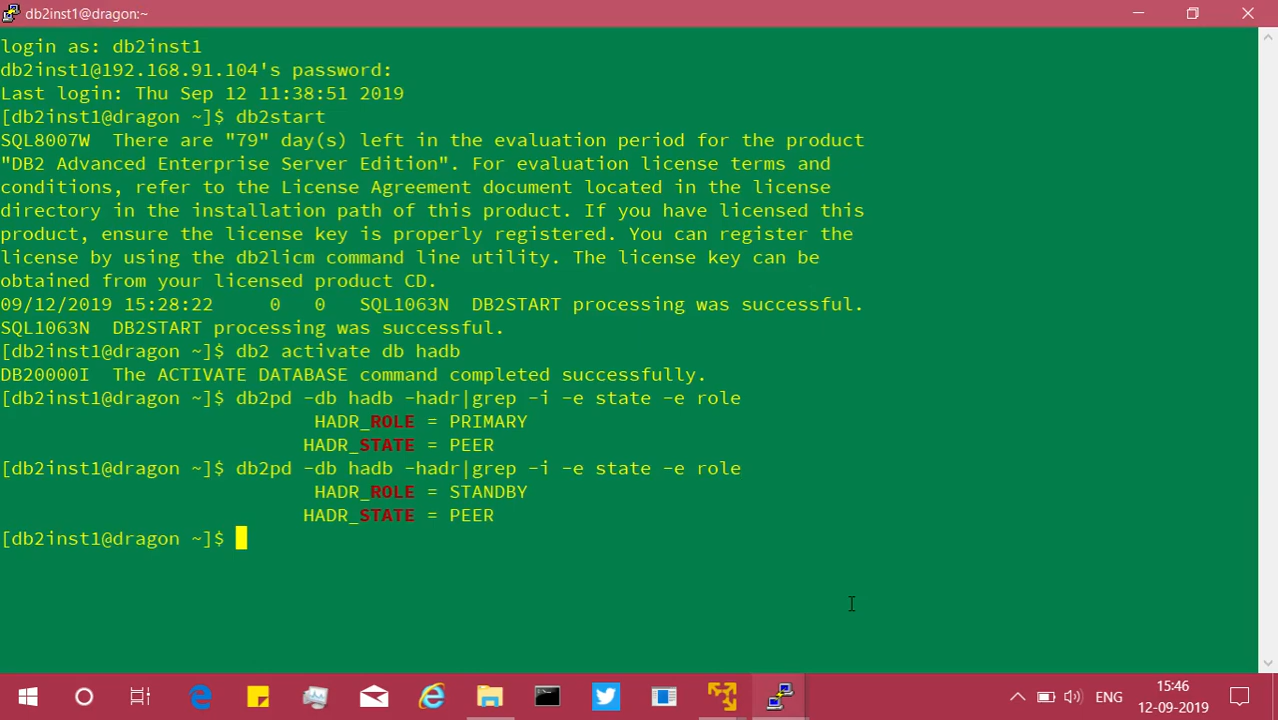 db2inst1@dragon:~
login as: db2inst1
db2inst1@192.168.91.104's password:
Last login: Thu Sep 12 11:38:51 2019
[db2inst1@dragon ~]$ db2start
SQL8007W  There are "79" day(s) left in the evaluation period for the product
"DB2 Advanced Enterprise Server Edition". For evaluation license terms and
conditions, refer to the License Agreement document located in the license
directory in the installation path of this product. If you have licensed this
product, ensure the license key is properly registered. You can register the
license by using the db2licm command line utility. The license key can be
obtained from your licensed product CD.
09/12/2019 15:28:22     0   0   SQL1063N  DB2START processing was successful.
SQL1063N  DB2START processing was successful.
[db2inst1@dragon ~]$ db2 activate db hadb
DB20000I  The ACTIVATE DATABASE command completed successfully.
[db2inst1@dragon ~]$ db2pd -db hadb -hadr|grep -i -e state -e role
                            HADR_ROLE = PRIMARY
                           HADR_STATE = PEER
[db2inst1@dragon ~]$ db2pd -db hadb -hadr|grep -i -e state -e role
                            HADR_ROLE = STANDBY
                           HADR_STATE = PEER
[db2inst1@dragon ~]$
ENG
15:46
12-09-2019